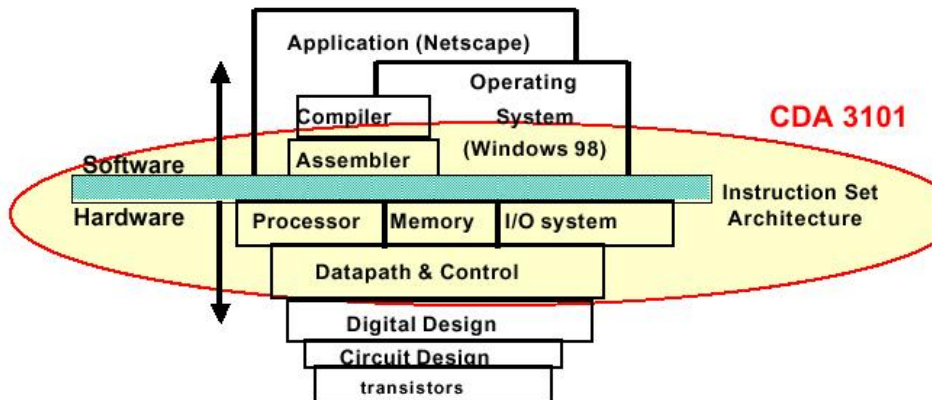 Application (Netscape)
Operating
System
(Windows 98)
Compiler
Assembler
CDA 3101
Software
Hardware
Instruction Set
Architecture
Processor
Memory
I/O system
Datapath & Control
Digital Design
Circuit Design
transistors